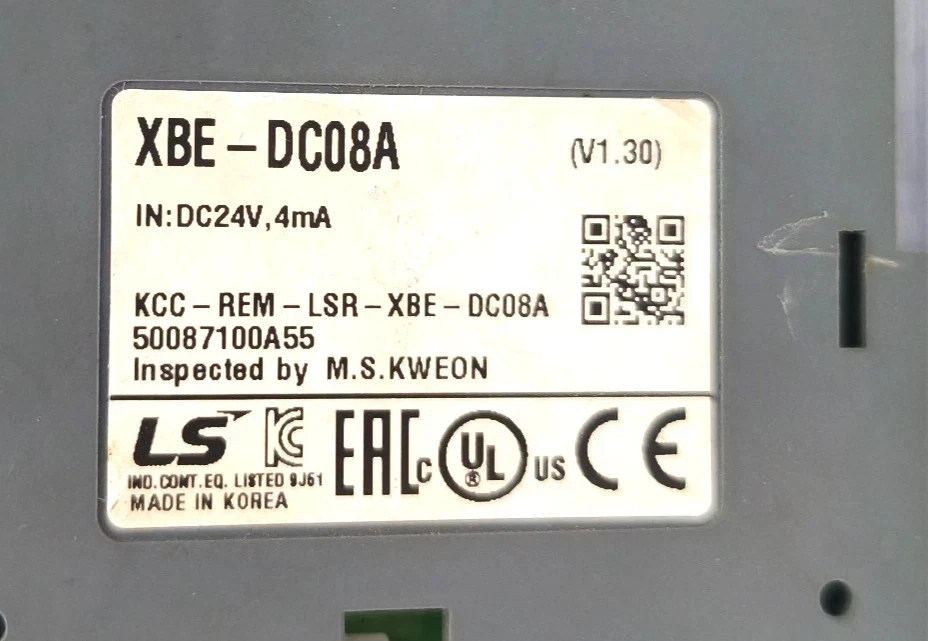 XBE-DC08A (V1.30)
IN:DC24V,4mA
KCC-REM-LSR-XBE-DC08A
50087100A55
Inspected by M.S.KWEON
LS KC EAC c UL® US CE
IND.CONT.EQ. LISTED 9J61
MADE IN KOREA